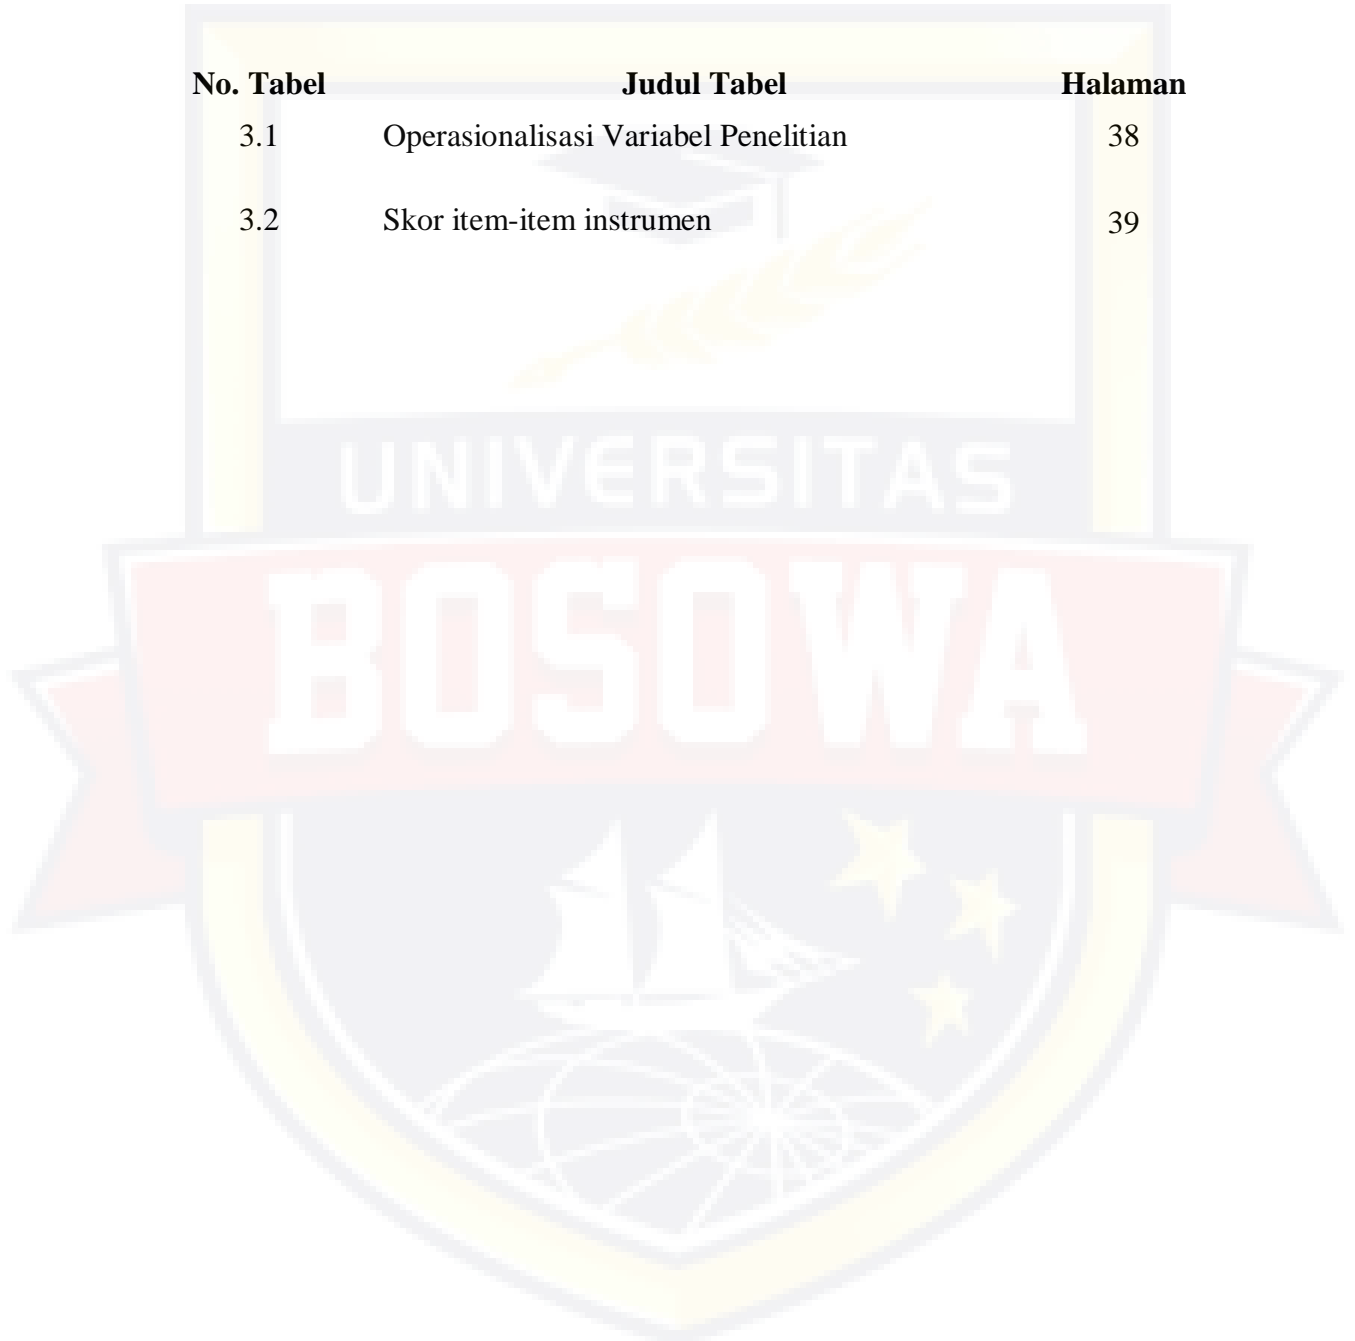 No. Tabel Judul Tabel Halaman
3.1 Operasionalisasi Variabel Penelitian 38
3.2 Skor item-item instrumen 39
UNIVERSITAS
BOSOWA